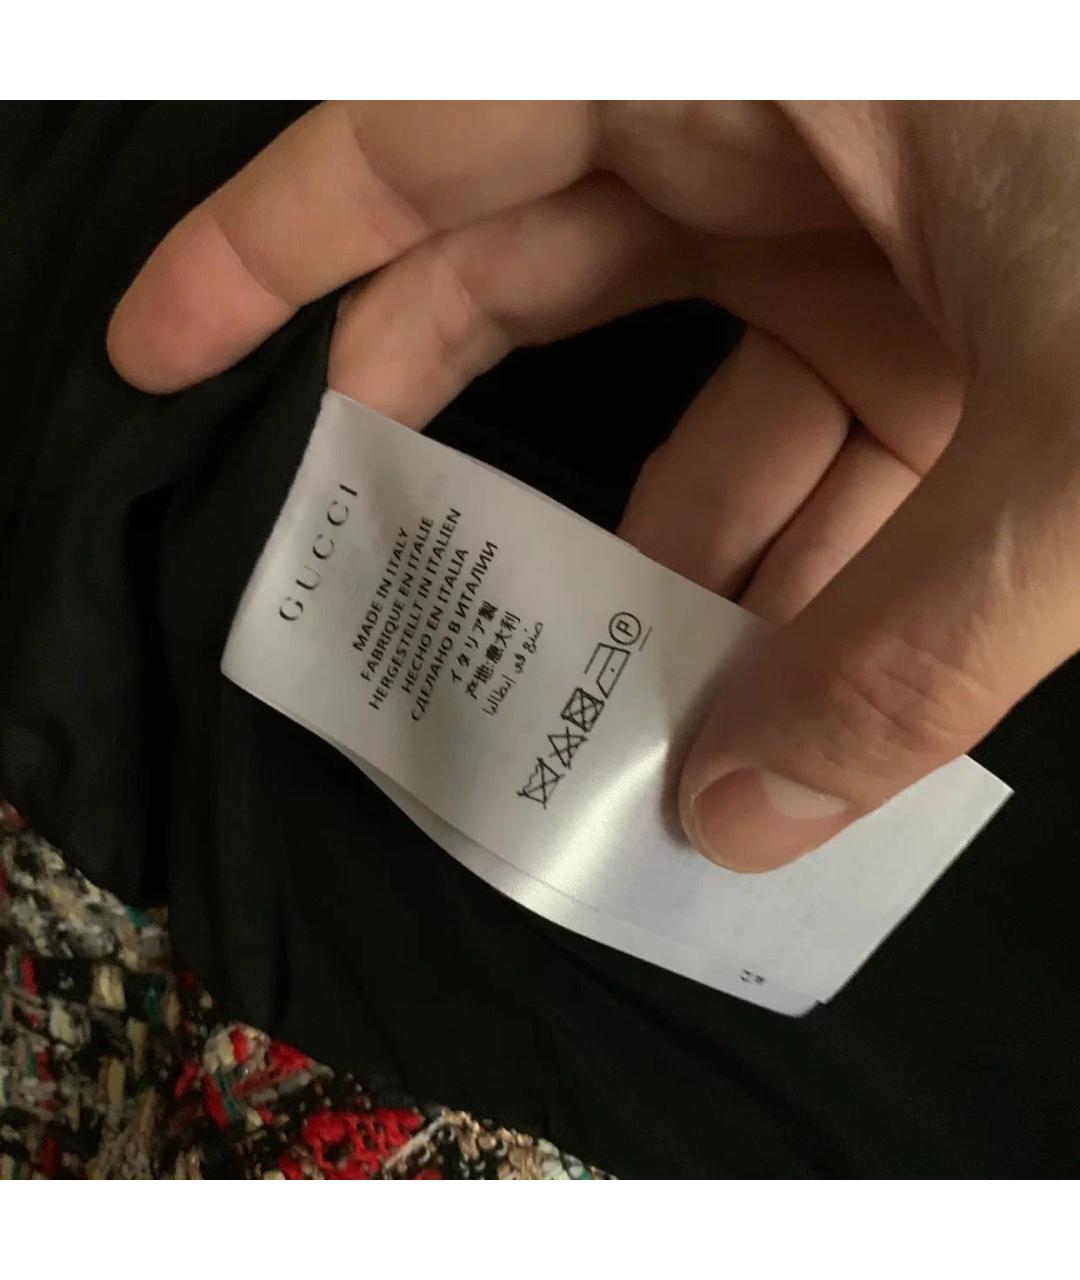 GUCCI
MADE IN ITALY
FABRIQUE EN ITALIE
HERGESTELLT IN ITALIEN
HECHO EN ITALIA
СДЕЛАНО В ИТАЛИИ
イタリア製
产地:意大利
صنع في إيطاليا
P